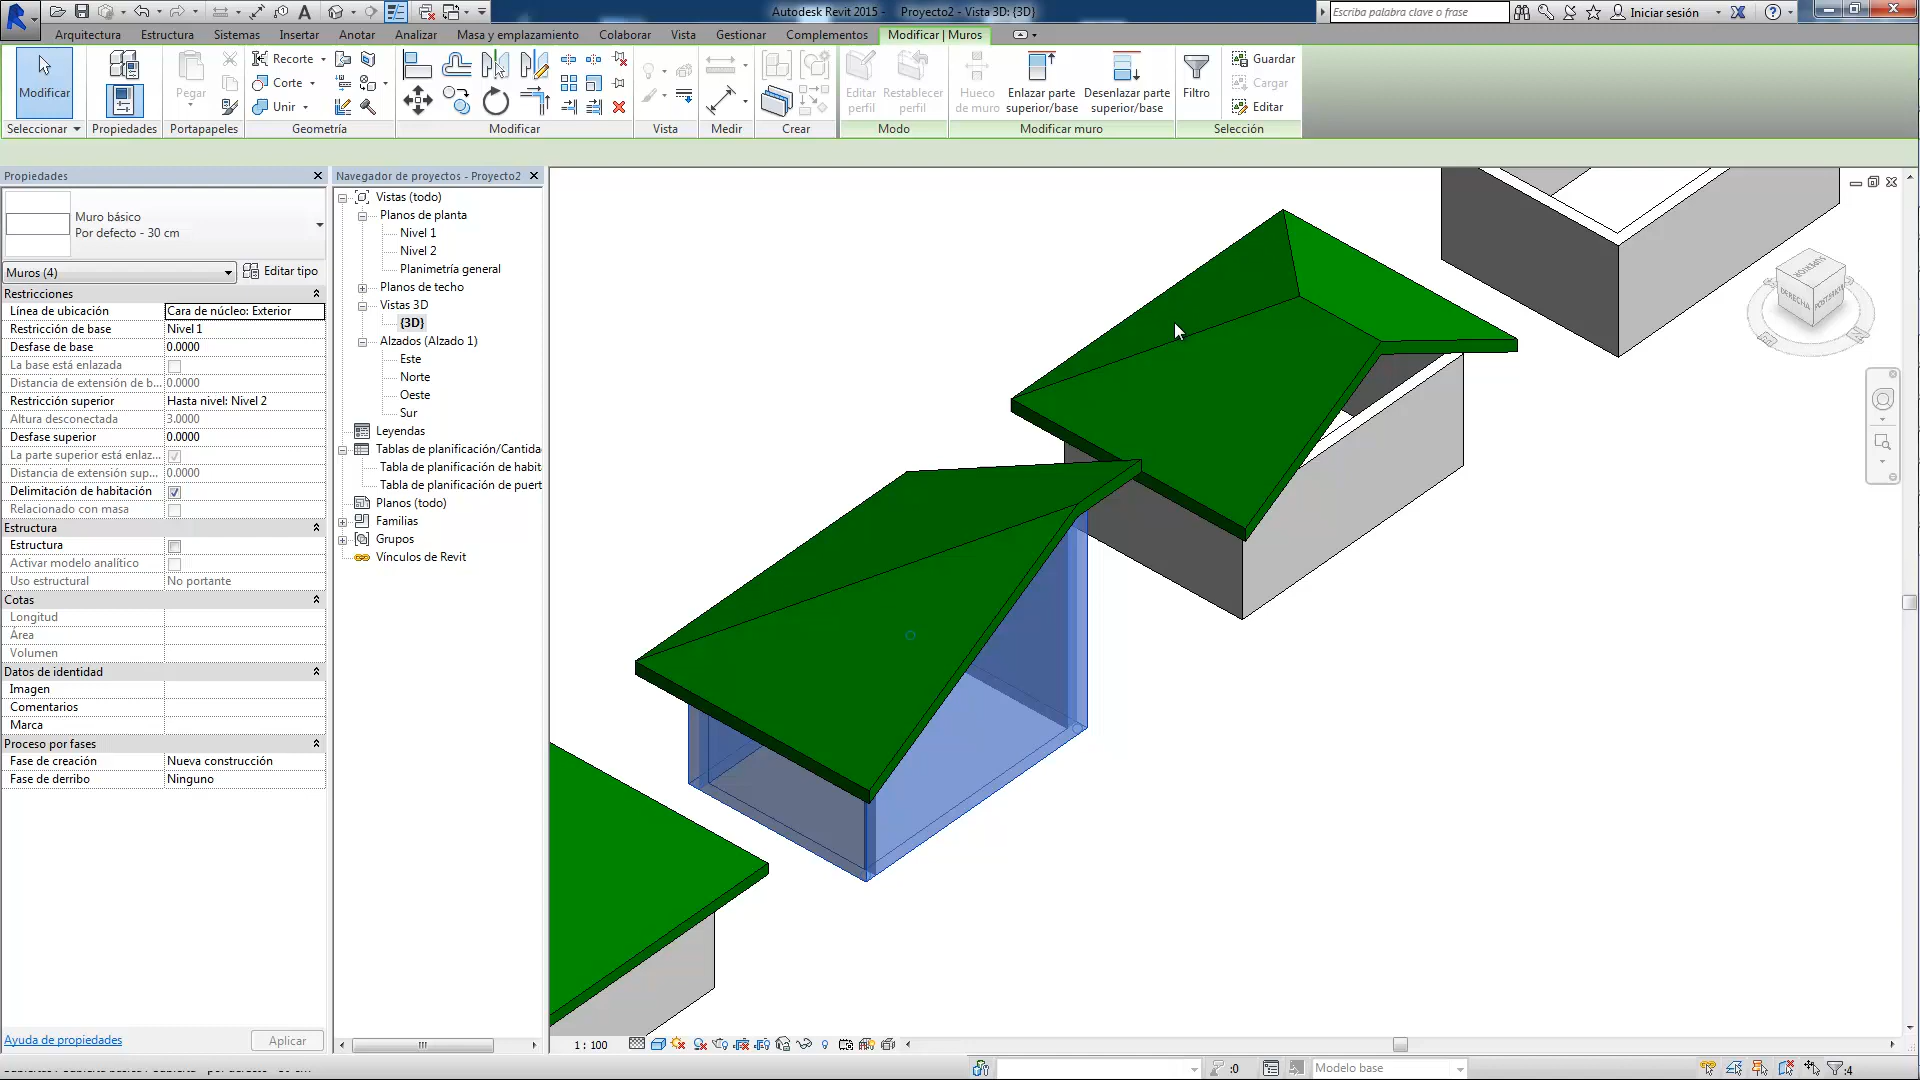 Autodesk Revit 2015 - Proyecto2 - Vista 3D: {3D}
Escriba palabra clave o frase
Iniciar sesión
Arquitectura Estructura Sistemas Insertar Anotar Analizar Masa y emplazamiento Colaborar Vista Gestionar Complementos Modificar | Muros
Modificar
Pegar
Recorte
Corte
Unir
Editar perfil
Restablecer perfil
Hueco de muro
Enlazar parte superior/base
Desenlazar parte superior/base
Filtro
Guardar
Cargar
Editar
Seleccionar Propiedades Portapapeles Geometría Modificar Vista Medir Crear Modo Modificar muro Selección
Propiedades
Muro básico
Por defecto - 30 cm
Muros (4)
Editar tipo
Restricciones
Línea de ubicación Cara de núcleo: Exterior
Restricción de base Nivel 1
Desfase de base 0.0000
La base está enlazada
Distancia de extensión de b... 0.0000
Restricción superior Hasta nivel: Nivel 2
Altura desconectada 3.0000
Desfase superior 0.0000
La parte superior está enlaz...
Distancia de extensión sup... 0.0000
Delimitación de habitación
Relacionado con masa
Estructura
Estructura
Activar modelo analítico
Uso estructural No portante
Cotas
Longitud
Área
Volumen
Datos de identidad
Imagen
Comentarios
Marca
Proceso por fases
Fase de creación Nueva construcción
Fase de derribo Ninguno
Ayuda de propiedades
Aplicar
Navegador de proyectos - Proyecto2
Vistas (todo)
Planos de planta
Nivel 1
Nivel 2
Planimetría general
Planos de techo
Vistas 3D
{3D}
Alzados (Alzado 1)
Este
Norte
Oeste
Sur
Leyendas
Tablas de planificación/Cantida
Tabla de planificación de habit
Tabla de planificación de puert
Planos (todo)
Familias
Grupos
Vínculos de Revit
SUPERIOR
DERECHA
POSTERIOR
1 : 100
:0
Modelo base
:4